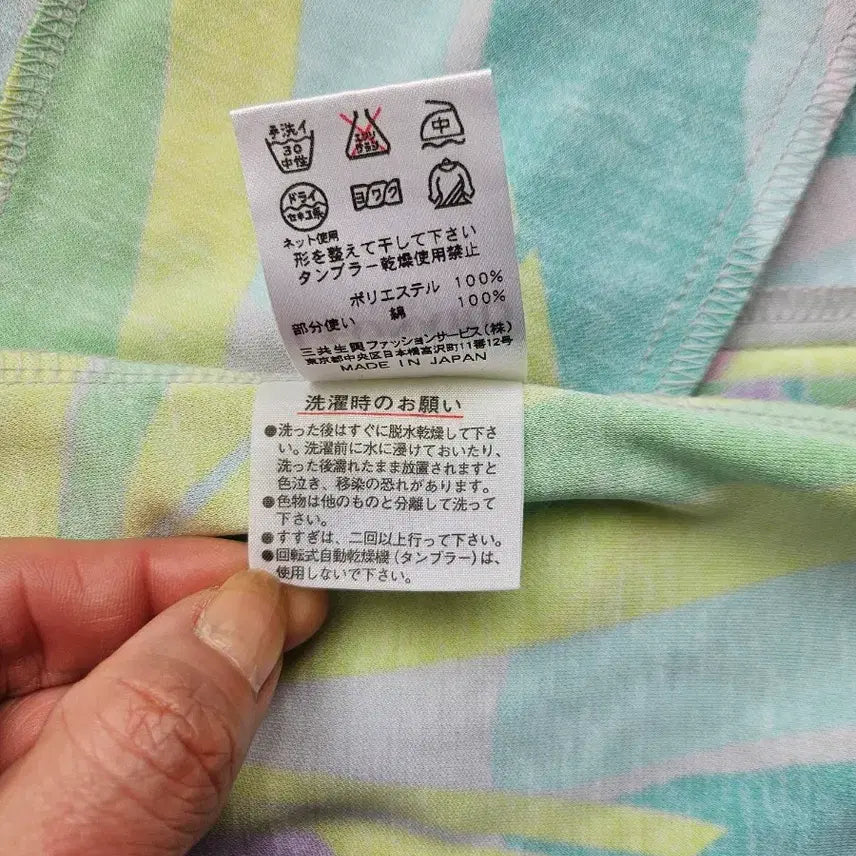 手洗イ
30
中性
エンソ
サラシ
中
ドライ
セキユ系
ヨワク
ネット使用
形を整えて干して下さい
タンブラー乾燥使用禁止
ポリエステル 100%
部分使い 綿 100%
三共生興ファッションサービス(株)
東京都中央区日本橋富沢町11番12号
MADE IN JAPAN
洗濯時のお願い
●洗った後はすぐに脱水乾燥して下さ
い。洗濯前に水に浸けておいたり、
洗った後濡れたまま放置されますと
色泣き、移染の恐れがあります。
●色物は他のものと分離して洗って
下さい。
●すすぎは、二回以上行って下さい。
●回転式自動乾燥機(タンブラー)は、
使用しないで下さい。